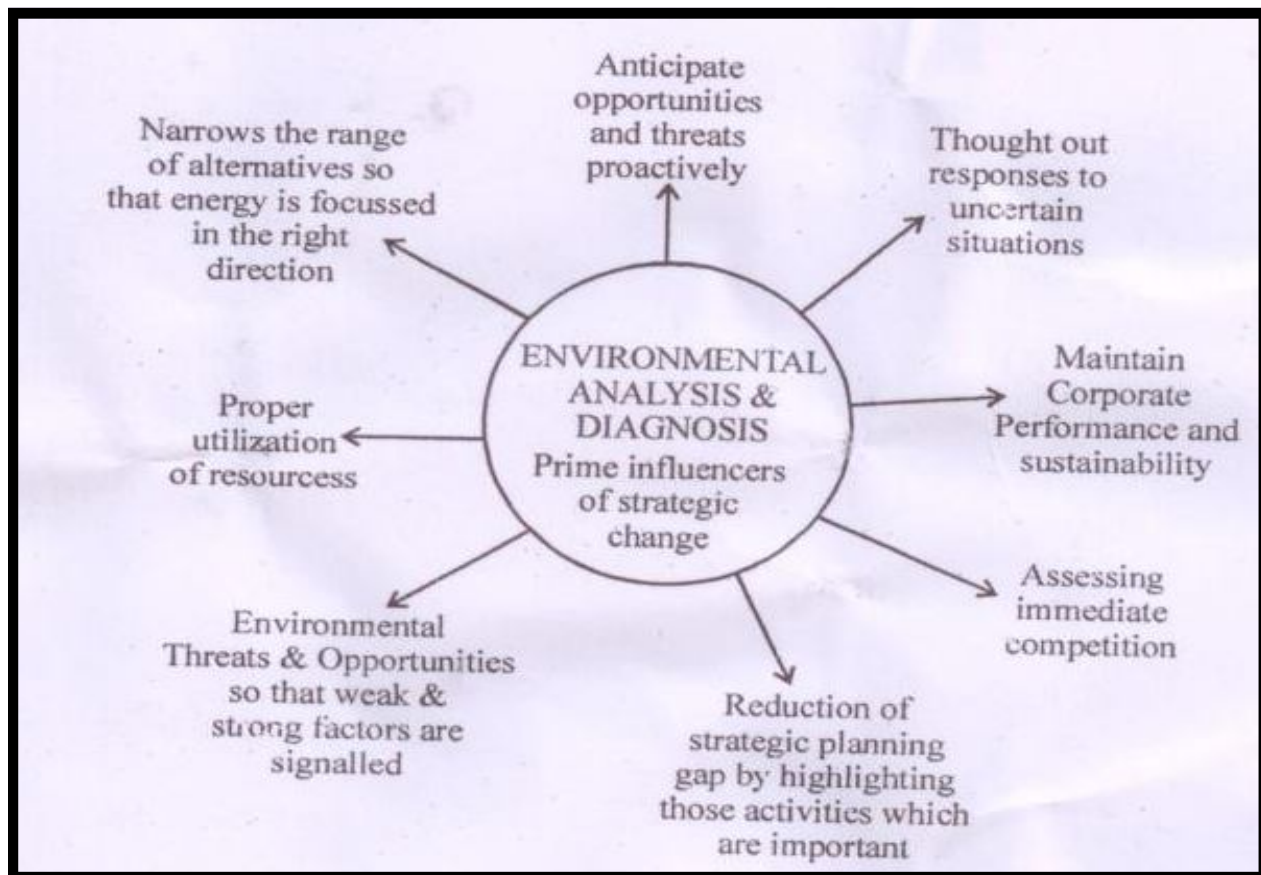 ENVIRONMENTAL
ANALYSIS &
DIAGNOSIS
Prime influencers
of strategic
change
Anticipate
opportunities
and threats
proactively
Thought out
responses to
uncertain
situations
Maintain
Corporate
Performance and
sustainability
Assessing
immediate
competition
Reduction of
strategic planning
gap by highlighting
those activities which
are important
Environmental
Threats & Opportunities
so that weak &
strong factors are
signalled
Proper
utilization
of resourcess
Narrows the range
of alternatives so
that energy is focussed
in the right
direction